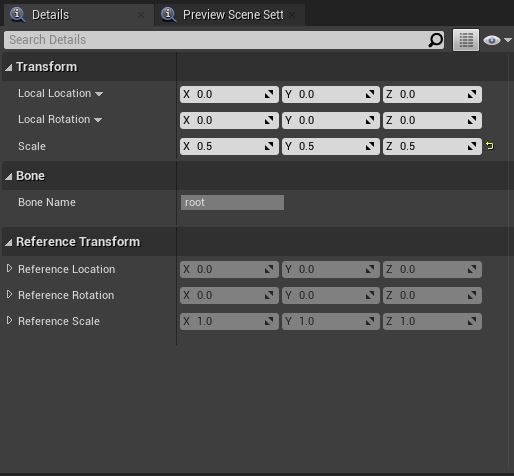 Details Preview Scene Sett
Search Details
Transform
Local Location X 0.0 Y 0.0 Z 0.0
Local Rotation X 0.0 Y 0.0 Z 0.0
Scale X 0.5 Y 0.5 Z 0.5
Bone
Bone Name root
Reference Transform
Reference Location X 0.0 Y 0.0 Z 0.0
Reference Rotation X 0.0 Y 0.0 Z 0.0
Reference Scale X 1.0 Y 1.0 Z 1.0